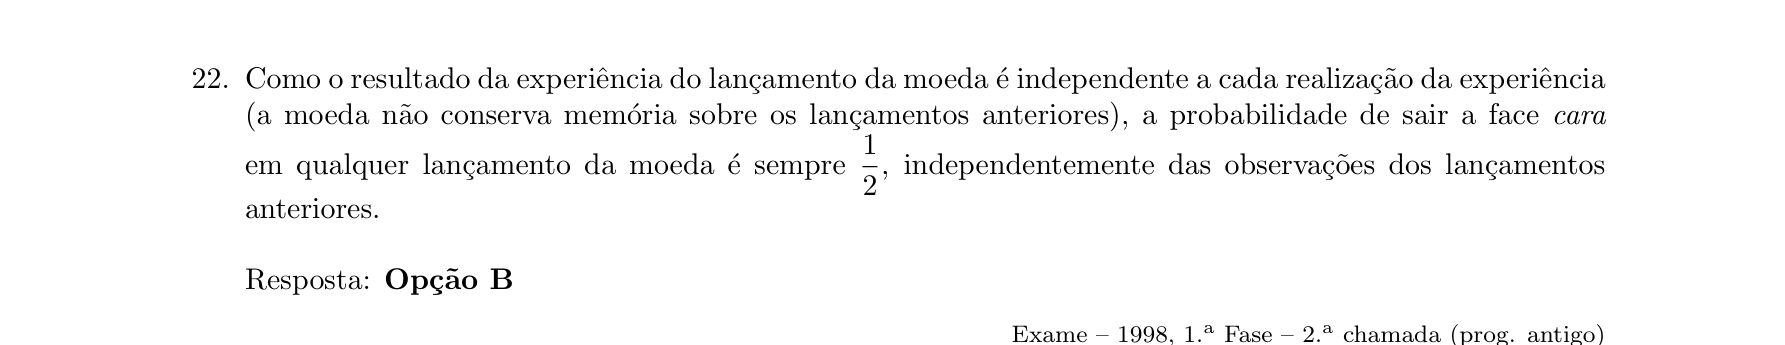 22. Como o resultado da experiência do lançamento da moeda é independente a cada realização da experiência
(a moeda não conserva memória sobre os lançamentos anteriores), a probabilidade de sair a face cara
em qualquer lançamento da moeda é sempre 1/2, independentemente das observações dos lançamentos
anteriores.
Resposta: Opção B
Exame – 1998, 1.ª Fase – 2.ª chamada (prog. antigo)